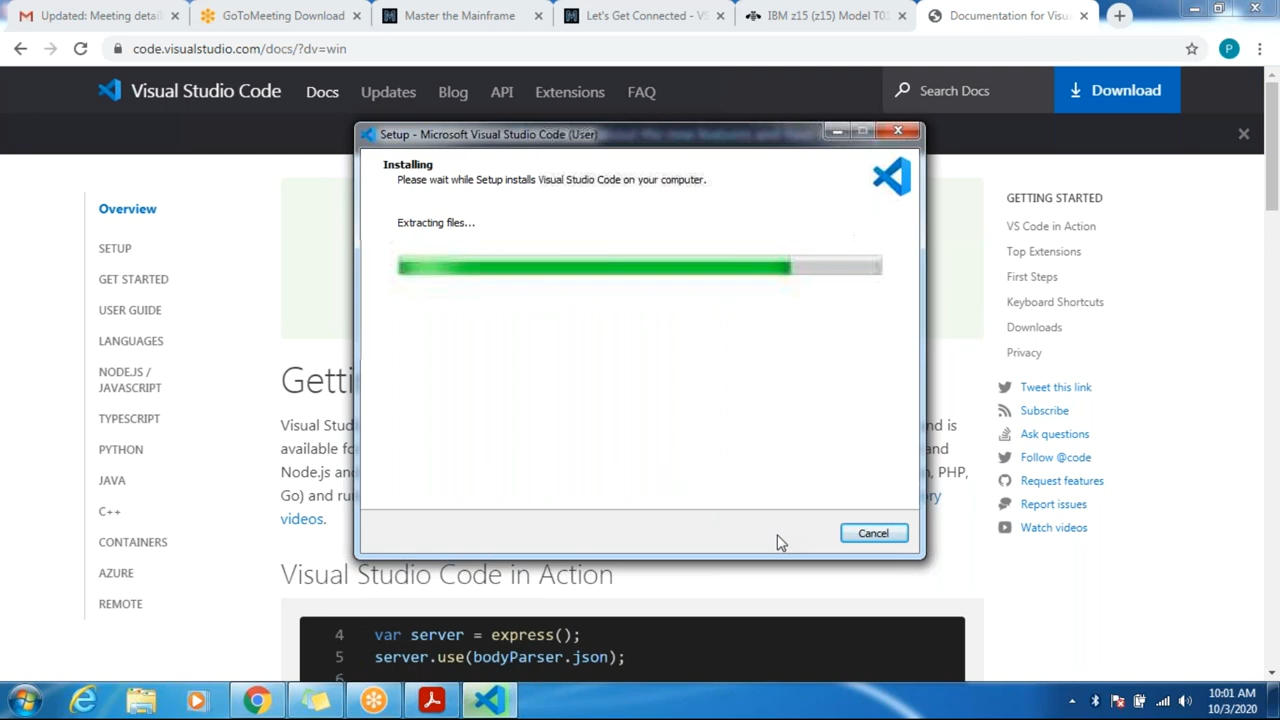 Updated: Meeting detai
GoToMeeting Download
Master the Mainframe
Let's Get Connected - VS
IBM z15 (z15) Model T01
Documentation for Visu
code.visualstudio.com/docs/?dv=win
P
Visual Studio Code
Docs
Updates
Blog
API
Extensions
FAQ
Search Docs
Download
Setup - Microsoft Visual Studio Code (User)
Installing
Please wait while Setup installs Visual Studio Code on your computer.
Extracting files...
Cancel
Overview
SETUP
GET STARTED
USER GUIDE
LANGUAGES
NODE.JS /
JAVASCRIPT
TYPESCRIPT
PYTHON
JAVA
C++
CONTAINERS
AZURE
REMOTE
Getti
Visual Stud
nd is
available fo
and
Node.js and
n, PHP,
Go) and ru
ry
videos.
Visual Studio Code in Action
4 var server = express();
5 server.use(bodyParser.json);
GETTING STARTED
VS Code in Action
Top Extensions
First Steps
Keyboard Shortcuts
Downloads
Privacy
Tweet this link
Subscribe
Ask questions
Follow @code
Request features
Report issues
Watch videos
10:01 AM
10/3/2020